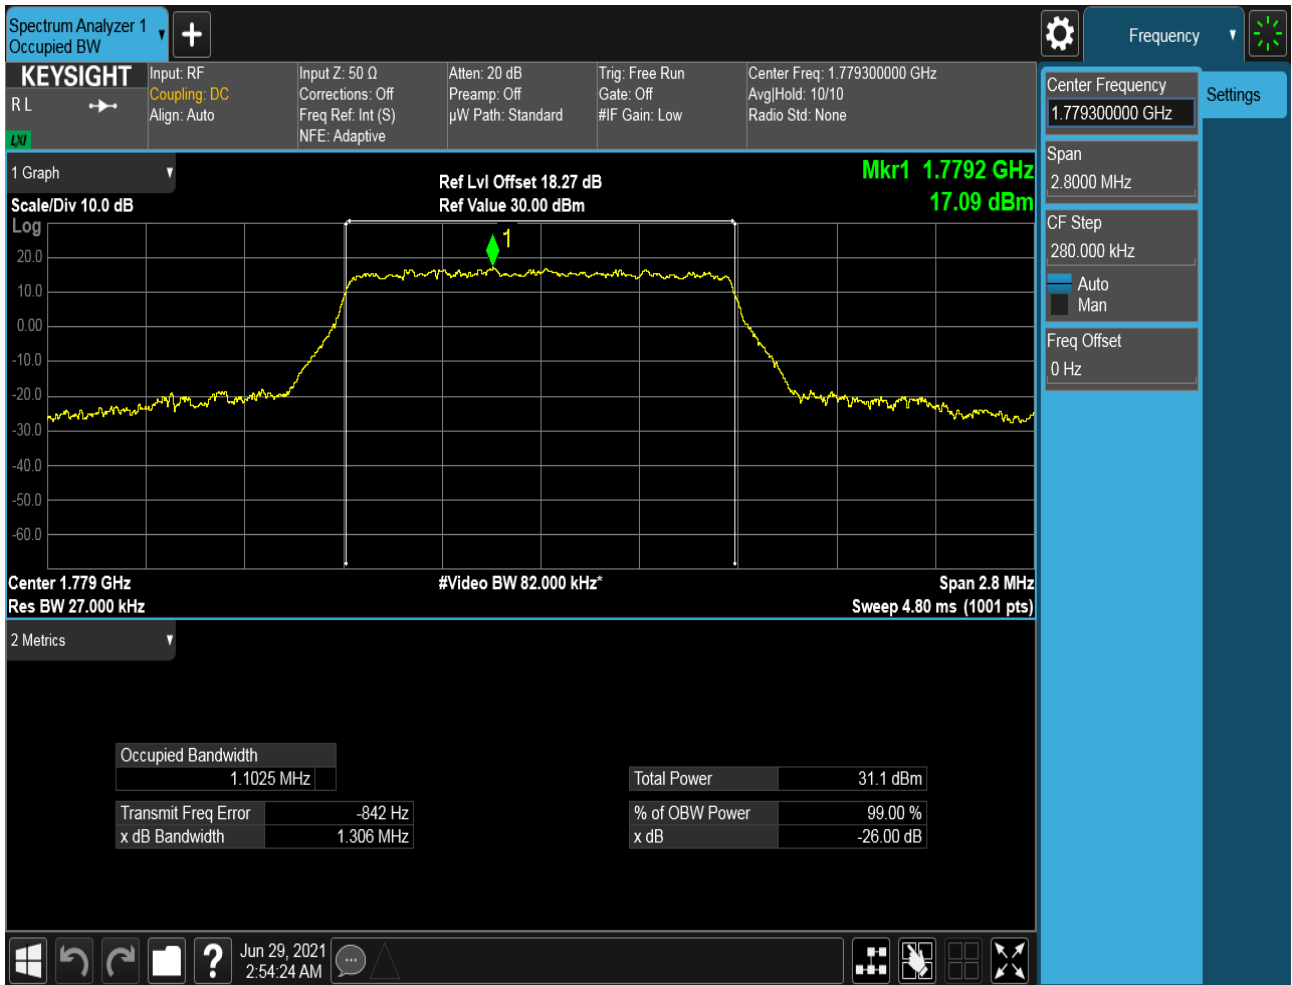 Spectrum Analyzer 1
Occupied BW
Frequency
KEYSIGHT
R L
LXI
Input: RF
Coupling: DC
Align: Auto
Input Z: 50 Ω
Corrections: Off
Freq Ref: Int (S)
NFE: Adaptive
Atten: 20 dB
Preamp: Off
µW Path: Standard
Trig: Free Run
Gate: Off
#IF Gain: Low
Center Freq: 1.779300000 GHz
Avg|Hold: 10/10
Radio Std: None
Center Frequency
1.779300000 GHz
Settings
Span
2.8000 MHz
CF Step
280.000 kHz
Auto
Man
Freq Offset
0 Hz
1 Graph
Scale/Div 10.0 dB
Log
Ref Lvl Offset 18.27 dB
Ref Value 30.00 dBm
Mkr1 1.7792 GHz
17.09 dBm
1
20.0
10.0
0.00
-10.0
-20.0
-30.0
-40.0
-50.0
-60.0
Center 1.779 GHz
#Video BW 82.000 kHz*
Span 2.8 MHz
Res BW 27.000 kHz
Sweep 4.80 ms (1001 pts)
2 Metrics
Occupied Bandwidth
1.1025 MHz
Total Power 31.1 dBm
Transmit Freq Error -842 Hz
% of OBW Power 99.00 %
x dB Bandwidth 1.306 MHz
x dB -26.00 dB
?
Jun 29, 2021
2:54:24 AM